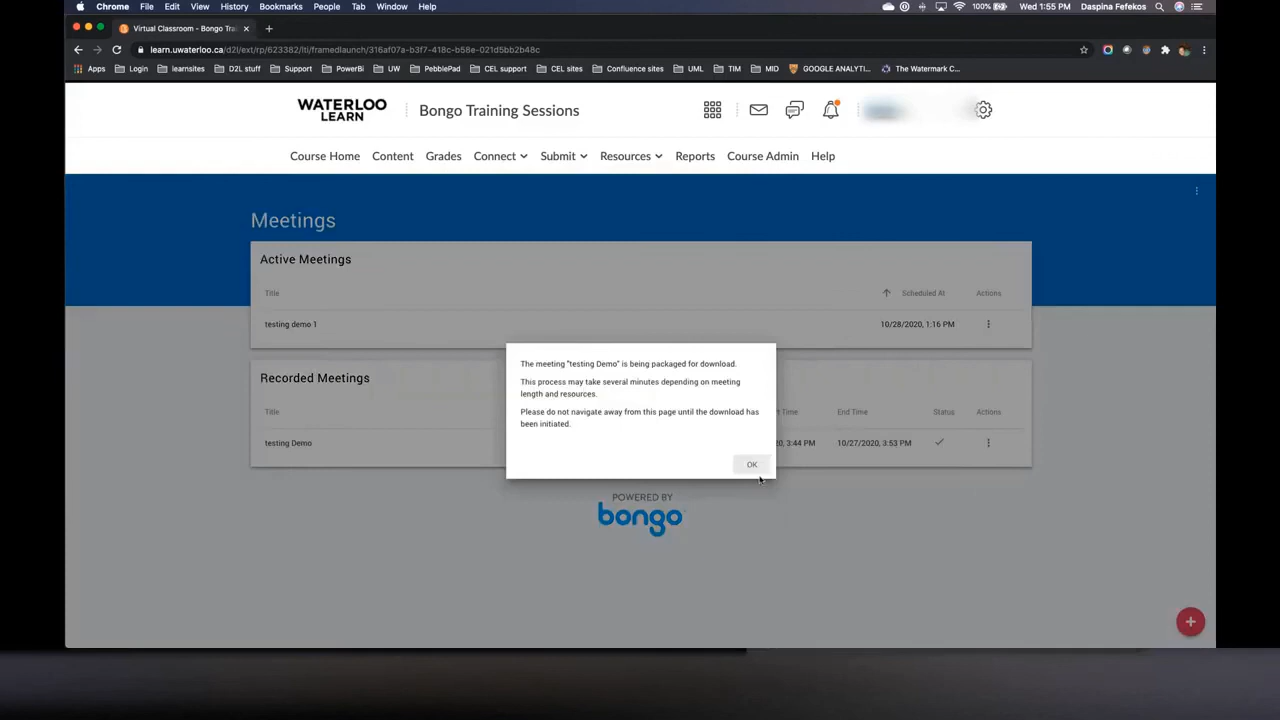 Chrome File Edit View History Bookmarks People Tab Window Help 100% Wed 1:55 PM Daspina Fefekos
Virtual Classroom - Bongo Tra
learn.uwaterloo.ca/d2l/ext/rp/623382/lti/framedlaunch/316af07a-b3f7-418c-b58e-021d5bb2b48c
Apps Login learnsites D2L stuff Support PowerBi UW PebblePad CEL support CEL sites Confluence sites UML TIM MID GOOGLE ANALYTI... The Watermark C...
WATERLOO
LEARN
Bongo Training Sessions
Course Home Content Grades Connect Submit Resources Reports Course Admin Help
Meetings
Active Meetings
Title Scheduled At Actions
testing demo 1 10/28/2020, 1:16 PM
The meeting "testing Demo" is being packaged for download.
This process may take several minutes depending on meeting
length and resources.
Please do not navigate away from this page until the download has
been initiated.
OK
Recorded Meetings
Title End Time Status Actions
testing Demo 3:44 PM 10/27/2020, 3:53 PM
POWERED BY
bongo